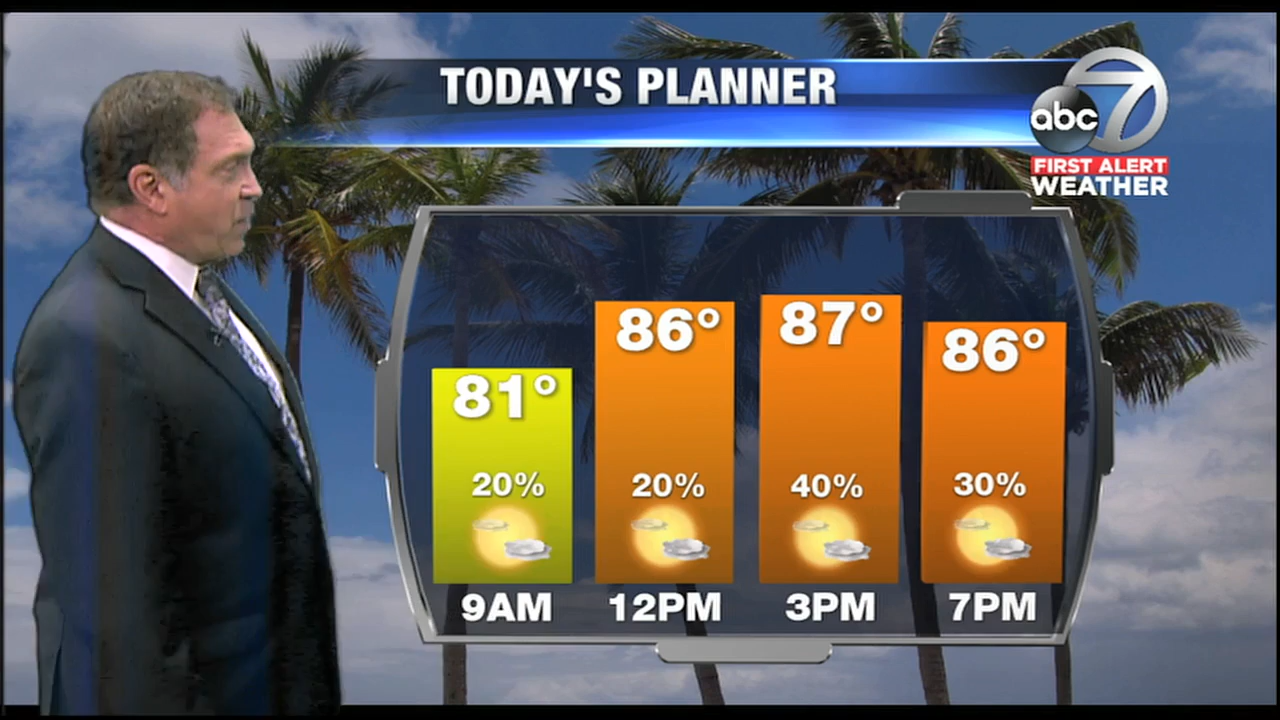 TODAY'S PLANNER
abc 7
FIRST ALERT
WEATHER
81° 86° 87° 86°
20% 20% 40% 30%
9AM 12PM 3PM 7PM